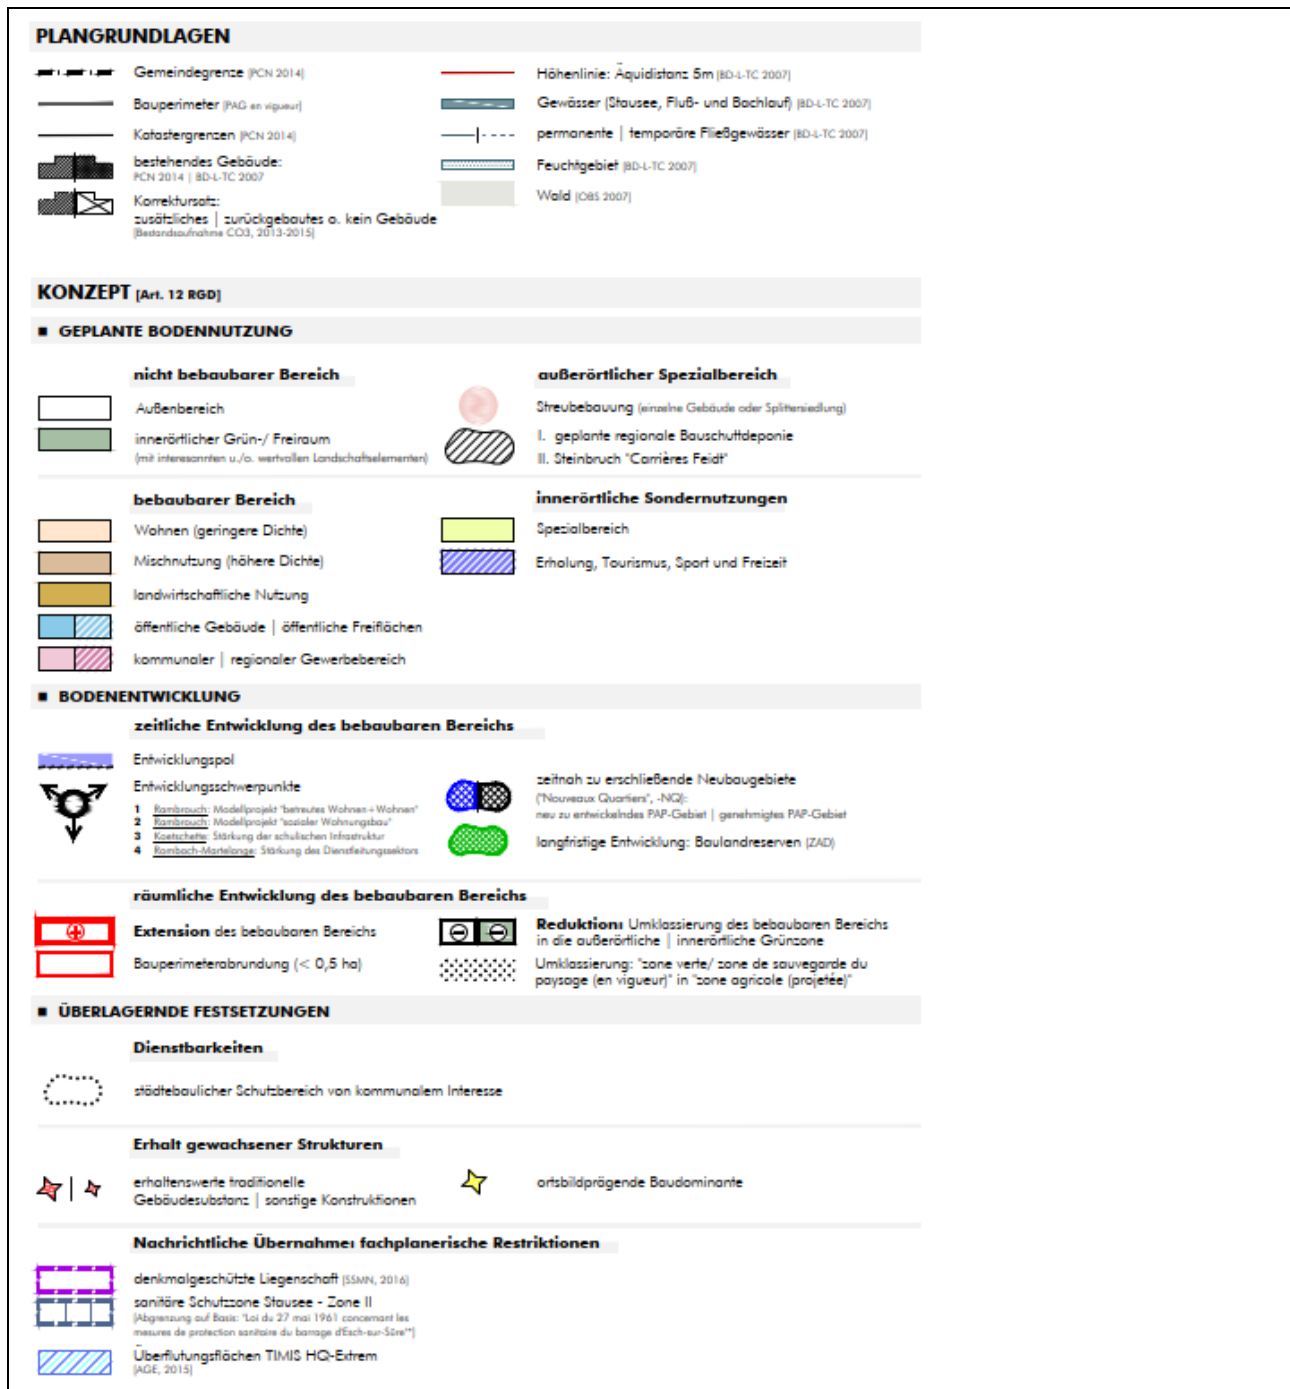 PLANGRUNDLAGEN
Gemeindegrenze [PCN 2014]
Bauperimeter [PAG en vigueur]
Katastergrenzen [PCN 2014]
bestehendes Gebäude:
PCN 2014 | BD-L-TC 2007
Korrektursatz:
zusätzliches | zurückgebautes o. kein Gebäude
[Bestandsaufnahme CO3, 2013-2015]
Höhenlinie: Äquidistanz 5m [BD-L-TC 2007]
Gewässer (Stausee, Fluß- und Bachlauf) [BD-L-TC 2007]
permanente | temporäre Fließgewässer [BD-L-TC 2007]
Feuchtgebiet [BD-L-TC 2007]
Wald [OBS 2007]
KONZEPT [Art. 12 RGD]
■ GEPLANTE BODENNUTZUNG
nicht bebaubarer Bereich
Außenbereich
innerörtlicher Grün-/ Freiraum
(mit interesannten u./o. wertvollen Landschaftselementen)
außerörtlicher Spezialbereich
Streubebauung (einzelne Gebäude oder Splittersiedlung)
I. geplante regionale Bauschuttdeponie
II. Steinbruch "Carrières Feidt"
bebaubarer Bereich
Wohnen (geringere Dichte)
Mischnutzung (höhere Dichte)
landwirtschaftliche Nutzung
öffentliche Gebäude | öffentliche Freiflächen
kommunaler | regionaler Gewerbebereich
innerörtliche Sondernutzungen
Spezialbereich
Erholung, Tourismus, Sport und Freizeit
■ BODENENTWICKLUNG
zeitliche Entwicklung des bebaubaren Bereichs
Entwicklungspol
Entwicklungsschwerpunkte
1 Rambrouch: Modellprojekt "betreutes Wohnen+Wohnen"
2 Rambrouch: Modellprojekt "sozialer Wohnungsbau"
3 Koetschette: Stärkung der schulischen Infrastruktur
4 Rombach-Martelange: Stärkung des Dienstleitungssektors
zeitnah zu erschließende Neubaugebiete
("Nouveaux Quartiers", -NQ):
neu zu entwickelndes PAP-Gebiet | genehmigtes PAP-Gebiet
langfristige Entwicklung: Baulandreserven (ZAD)
räumliche Entwicklung des bebaubaren Bereichs
Extension des bebaubaren Bereichs
Bauperimeterabrundung (< 0,5 ha)
Reduktion: Umklassierung des bebaubaren Bereichs
in die außerörtliche | innerörtliche Grünzone
Umklassierung: "zone verte/ zone de sauvegarde du
paysage (en vigueur)" in "zone agricole (projetée)"
■ ÜBERLAGERNDE FESTSETZUNGEN
Dienstbarkeiten
städtebaulicher Schutzbereich von kommunalem Interesse
Erhalt gewachsener Strukturen
erhaltenswerte traditionelle
Gebäudesubstanz | sonstige Konstruktionen
ortsbildprägende Baudominante
Nachrichtliche Übernahme: fachplanerische Restriktionen
denkmalgeschützte Liegenschaft [SSMN, 2016]
sanitäre Schutzzone Stausee - Zone II
[Abgrenzung auf Basis: "Loi du 27 mai 1961 concernant les
mesures de protection sanitaire du barrage d'Esch-sur-Sûre"]
Überflutungsflächen TIMIS HQ-Extrem
[AGE, 2015]